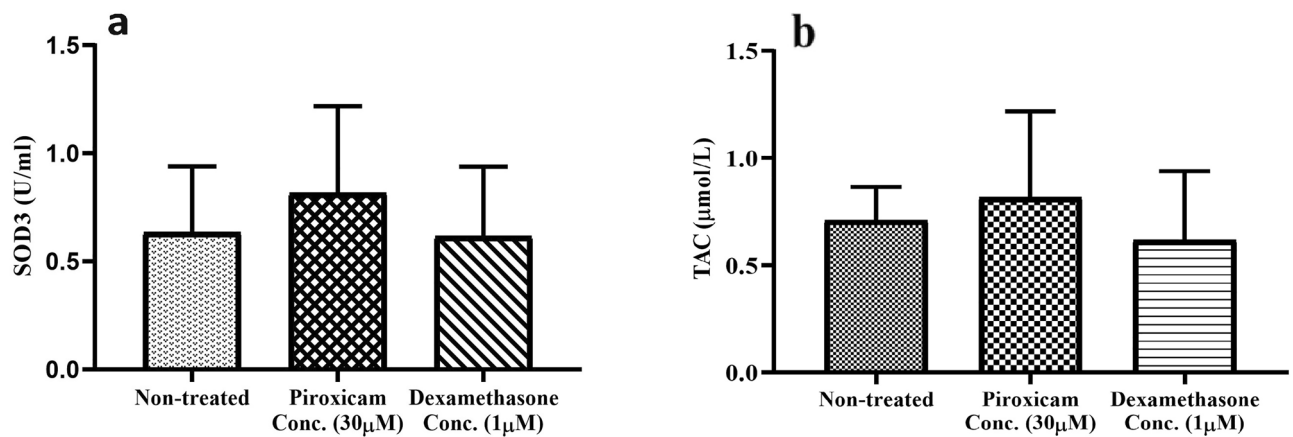 a
1.5
1.0
0.5
0.0
SOD3 (U/ml)
Non-treated
Piroxicam
Conc. (30μM)
Dexamethasone
Conc. (1μM)
b
1.5
1.0
0.5
0.0
TAC (μmol/L)
Non-treated
Piroxicam
Conc. (30μM)
Dexamethasone
Conc. (1μM)